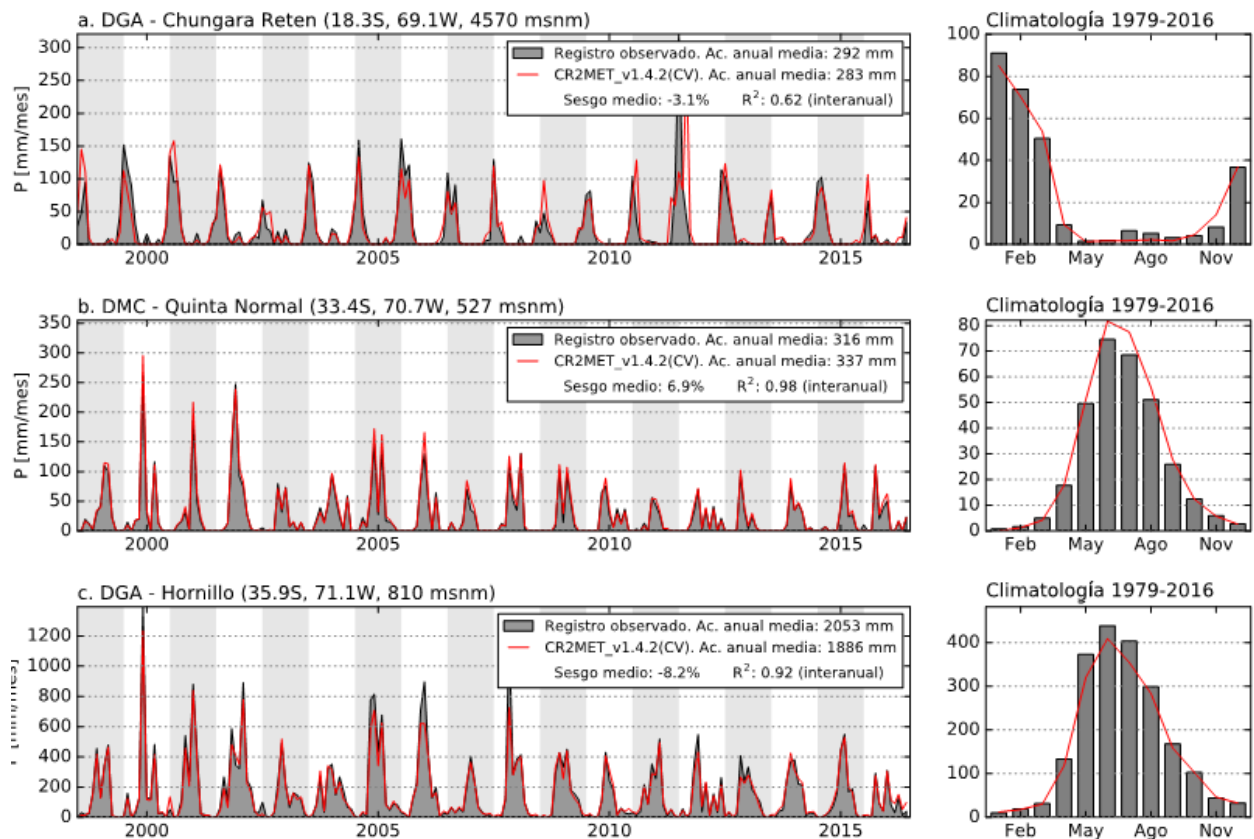 a. DGA - Chungara Reten (18.3S, 69.1W, 4570 msnm)
Climatología 1979-2016
300
250
200
150
100
50
0
P [mm/mes]
Registro observado. Ac. anual media: 292 mm
CR2MET_v1.4.2(CV). Ac. anual media: 283 mm
Sesgo medio: -3.1% R²: 0.62 (interanual)
2000 2005 2010 2015
100
80
60
40
20
0
Feb May Ago Nov
b. DMC - Quinta Normal (33.4S, 70.7W, 527 msnm)
Climatología 1979-2016
350
300
250
200
150
100
50
0
P [mm/mes]
Registro observado. Ac. anual media: 316 mm
CR2MET_v1.4.2(CV). Ac. anual media: 337 mm
Sesgo medio: 6.9% R²: 0.98 (interanual)
2000 2005 2010 2015
80
70
60
50
40
30
20
10
0
Feb May Ago Nov
c. DGA - Hornillo (35.9S, 71.1W, 810 msnm)
Climatología 1979-2016
1200
1000
800
600
400
200
0
[mm/mes]
Registro observado. Ac. anual media: 2053 mm
CR2MET_v1.4.2(CV). Ac. anual media: 1886 mm
Sesgo medio: -8.2% R²: 0.92 (interanual)
2000 2005 2010 2015
400
300
200
100
0
Feb May Ago Nov